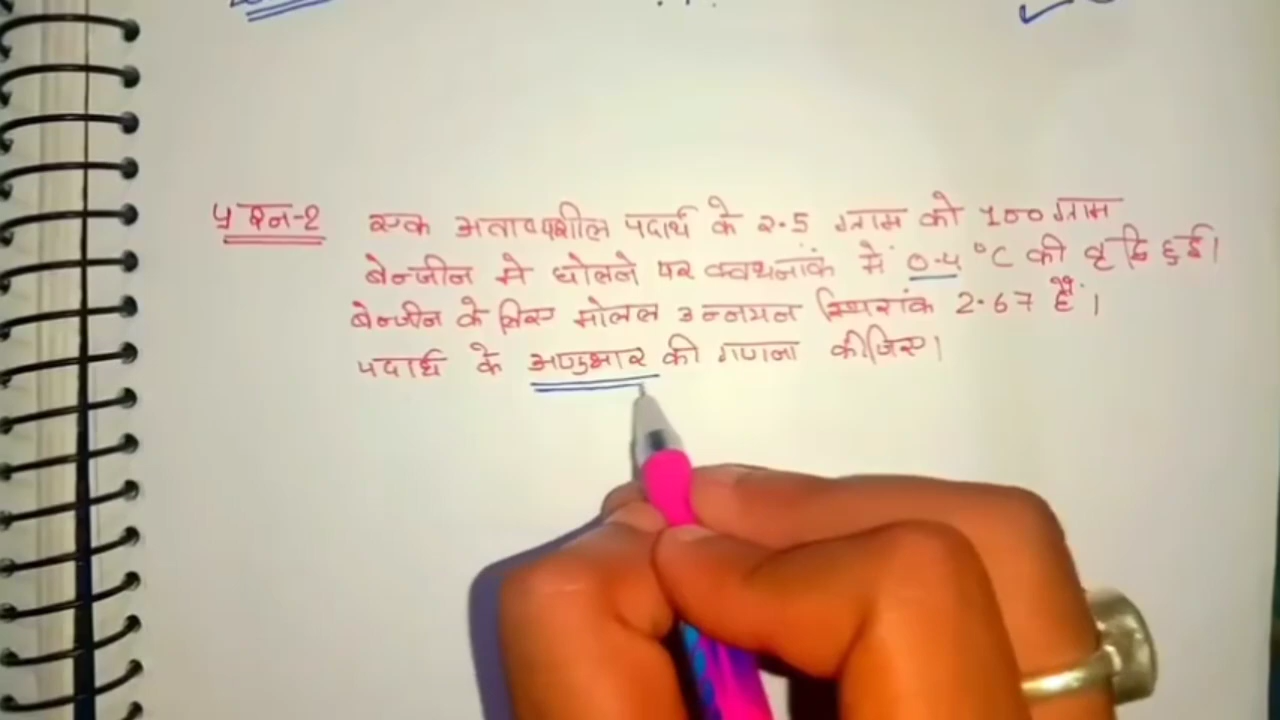 प्रश्न-2 एक अवाष्पशील पदार्थ के 2.5 ग्राम को 100 ग्राम
बेन्जीन मे घोलने पर क्वथनांक में 0.4 °C की वृद्धि हुई।
बेन्जीन के लिए मोलल उन्नयन स्थिरांक 2.67 हैं।
पदार्थ के अणुभार की गणना कीजिए।